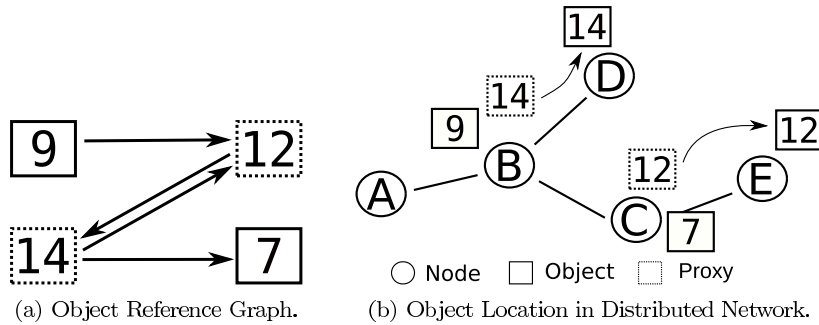 9
12
14
7
(a) Object Reference Graph.
14
D
14
9
B
12
12
A
E
C
7
Node
Object
Proxy
(b) Object Location in Distributed Network.